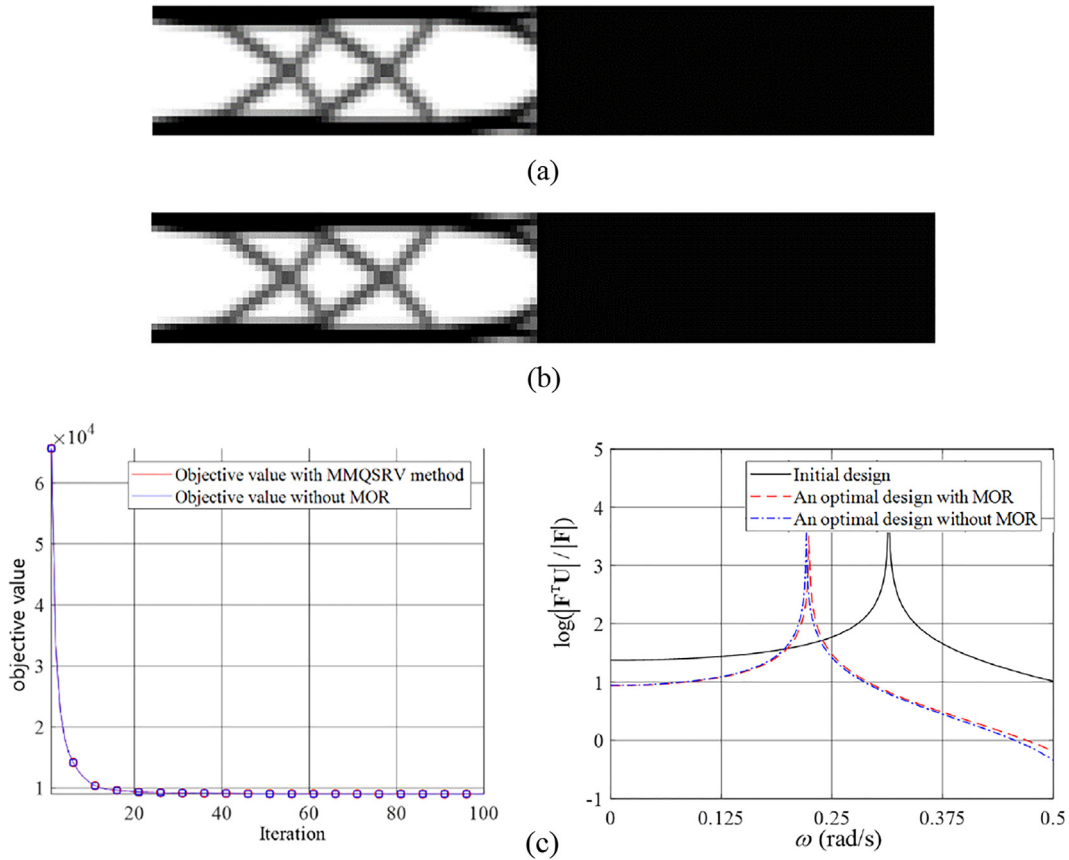 (a)
(b)
×10⁴
Objective value with MMQSRV method
Objective value without MOR
objective value
6
5
4
3
2
1
20
40
60
80
100
Iteration
Initial design
An optimal design with MOR
An optimal design without MOR
log(|FᵀU| / |F|)
5
4
3
2
1
0
-1
0
0.125
0.25
0.375
0.5
ω (rad/s)
(c)